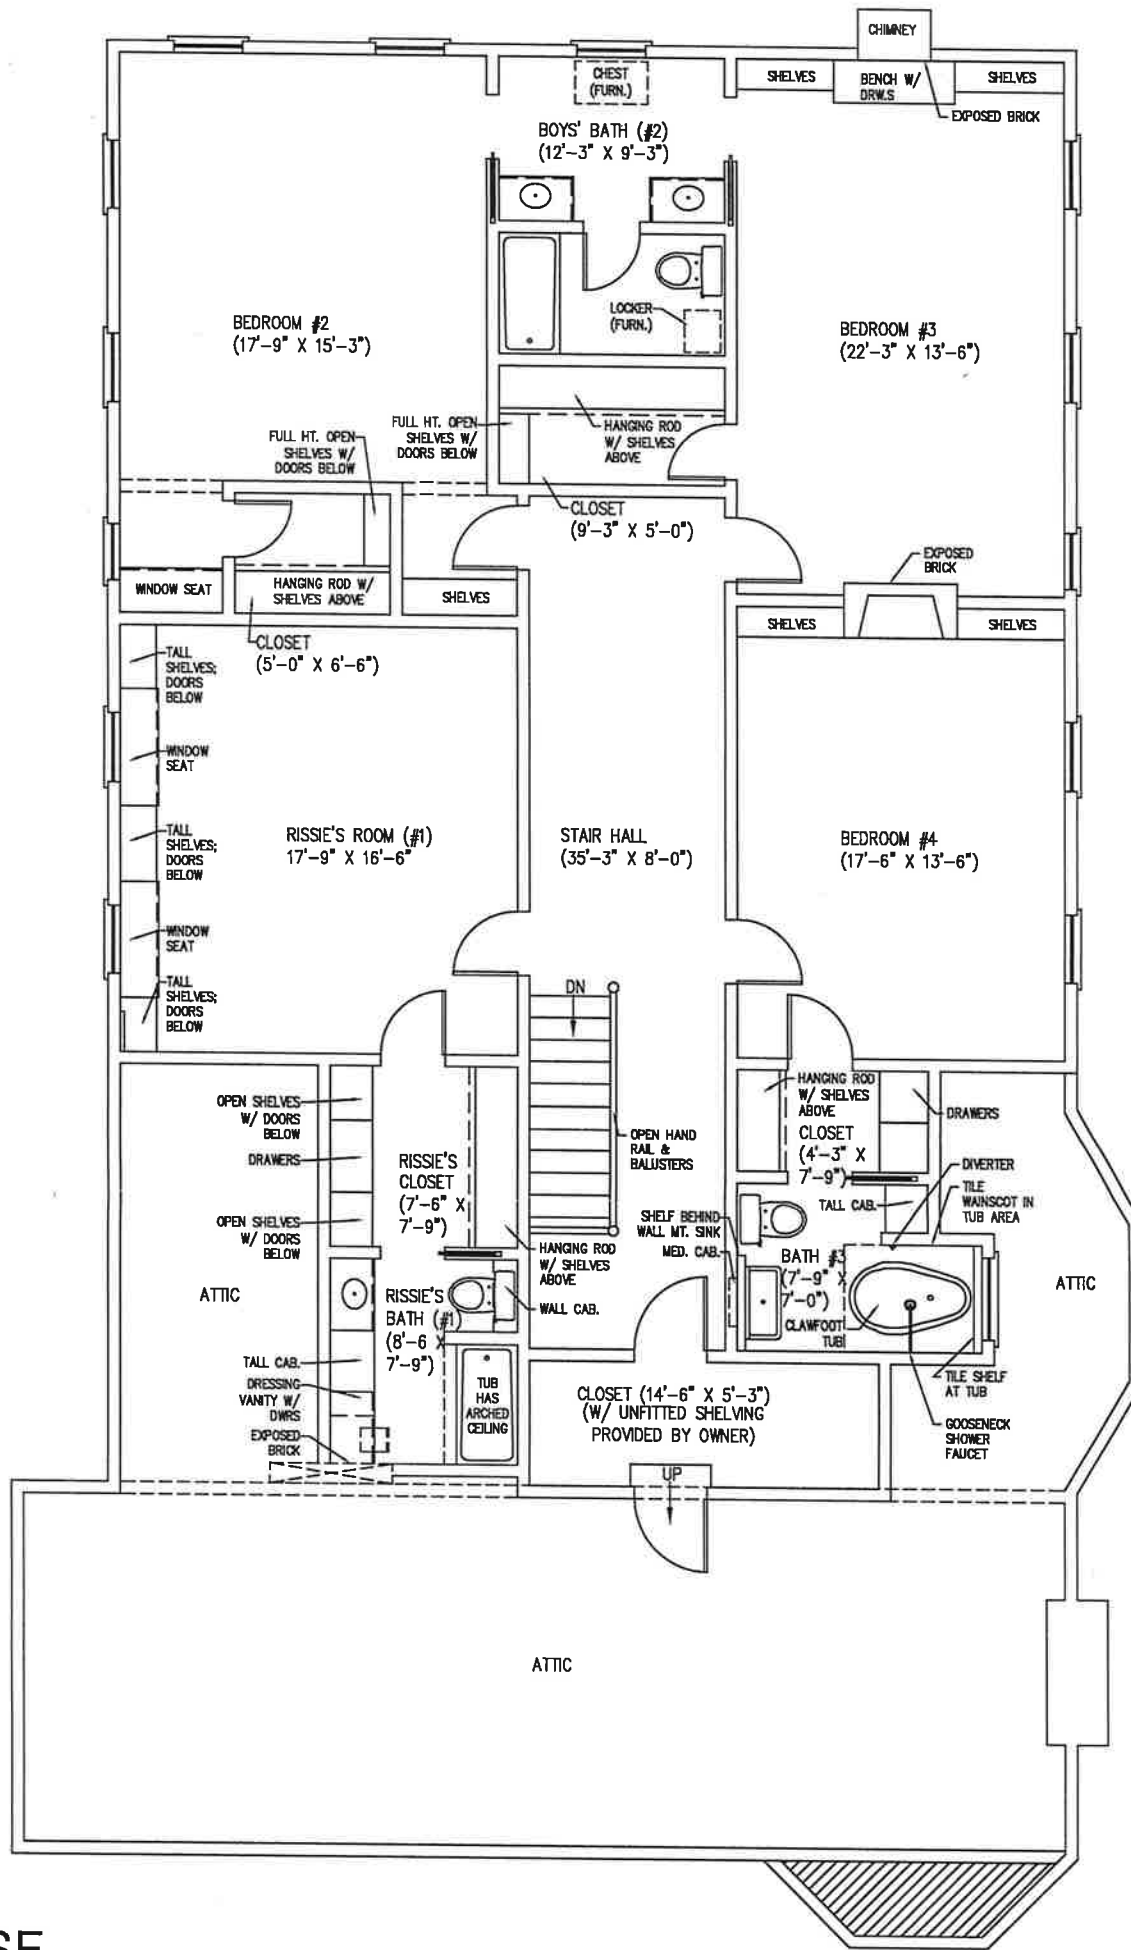 CHIMNEY
CHEST
(FURN.)
SHELVES
BENCH W/
DRW.S
SHELVES
EXPOSED BRICK
BOYS' BATH (#2)
(12'-3" X 9'-3")
LOCKER
(FURN.)
BEDROOM #2
(17'-9" X 15'-3")
BEDROOM #3
(22'-3" X 13'-6")
FULL HT. OPEN
SHELVES W/
DOORS BELOW
HANGING ROD
W/ SHELVES
ABOVE
FULL HT. OPEN
SHELVES W/
DOORS BELOW
CLOSET
(9'-3" X 5'-0")
EXPOSED
BRICK
WINDOW SEAT
HANGING ROD W/
SHELVES ABOVE
SHELVES
SHELVES
SHELVES
CLOSET
(5'-0" X 6'-6")
TALL
SHELVES;
DOORS
BELOW
WINDOW
SEAT
TALL
SHELVES;
DOORS
BELOW
RISSIE'S ROOM (#1)
17'-9" X 16'-6"
STAIR HALL
(35'-3" X 8'-0")
BEDROOM #4
(17'-6" X 13'-6")
WINDOW
SEAT
TALL
SHELVES;
DOORS
BELOW
DN
HANGING ROD
W/ SHELVES
ABOVE
OPEN SHELVES
W/ DOORS
BELOW
DRAWERS
CLOSET
(4'-3" X
7'-9")
OPEN HAND
RAIL &
BALUSTERS
DRAWERS
RISSIE'S
CLOSET
(7'-6" X
7'-9")
DIVERTER
TILE
WAINSCOT IN
TUB AREA
TALL CAB.
OPEN SHELVES
W/ DOORS
BELOW
SHELF BEHIND
WALL MT. SINK
MED. CAB.
HANGING ROD
W/ SHELVES
ABOVE
BATH #3
(7'-9" X
7'-0")
ATTIC
RISSIE'S
BATH (#1)
(8'-6 X
7'-9")
WALL CAB.
ATTIC
CLAWFOOT
TUB
TALL CAB.
DRESSING
VANITY W/
DWRS
EXPOSED
BRICK
TUB
HAS
ARCHED
CEILING
CLOSET (14'-6" X 5'-3")
(W/ UNFITTED SHELVING
PROVIDED BY OWNER)
TILE SHELF
AT TUB
GOOSENECK
SHOWER
FAUCET
UP
ATTIC